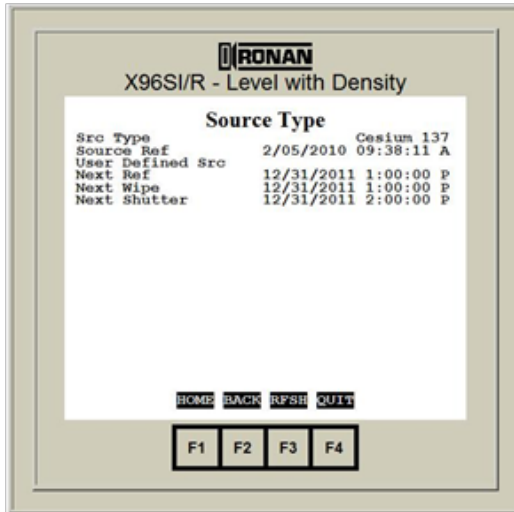 RONAN
X96SI/R - Level with Density
Source Type
Src Type Cesium 137
Source Ref 2/05/2010 09:38:11 A
User Defined Src
Next Ref 12/31/2011 1:00:00 P
Next Wipe 12/31/2011 1:00:00 P
Next Shutter 12/31/2011 2:00:00 P
HOME BACK RFSH QUIT
F1 F2 F3 F4